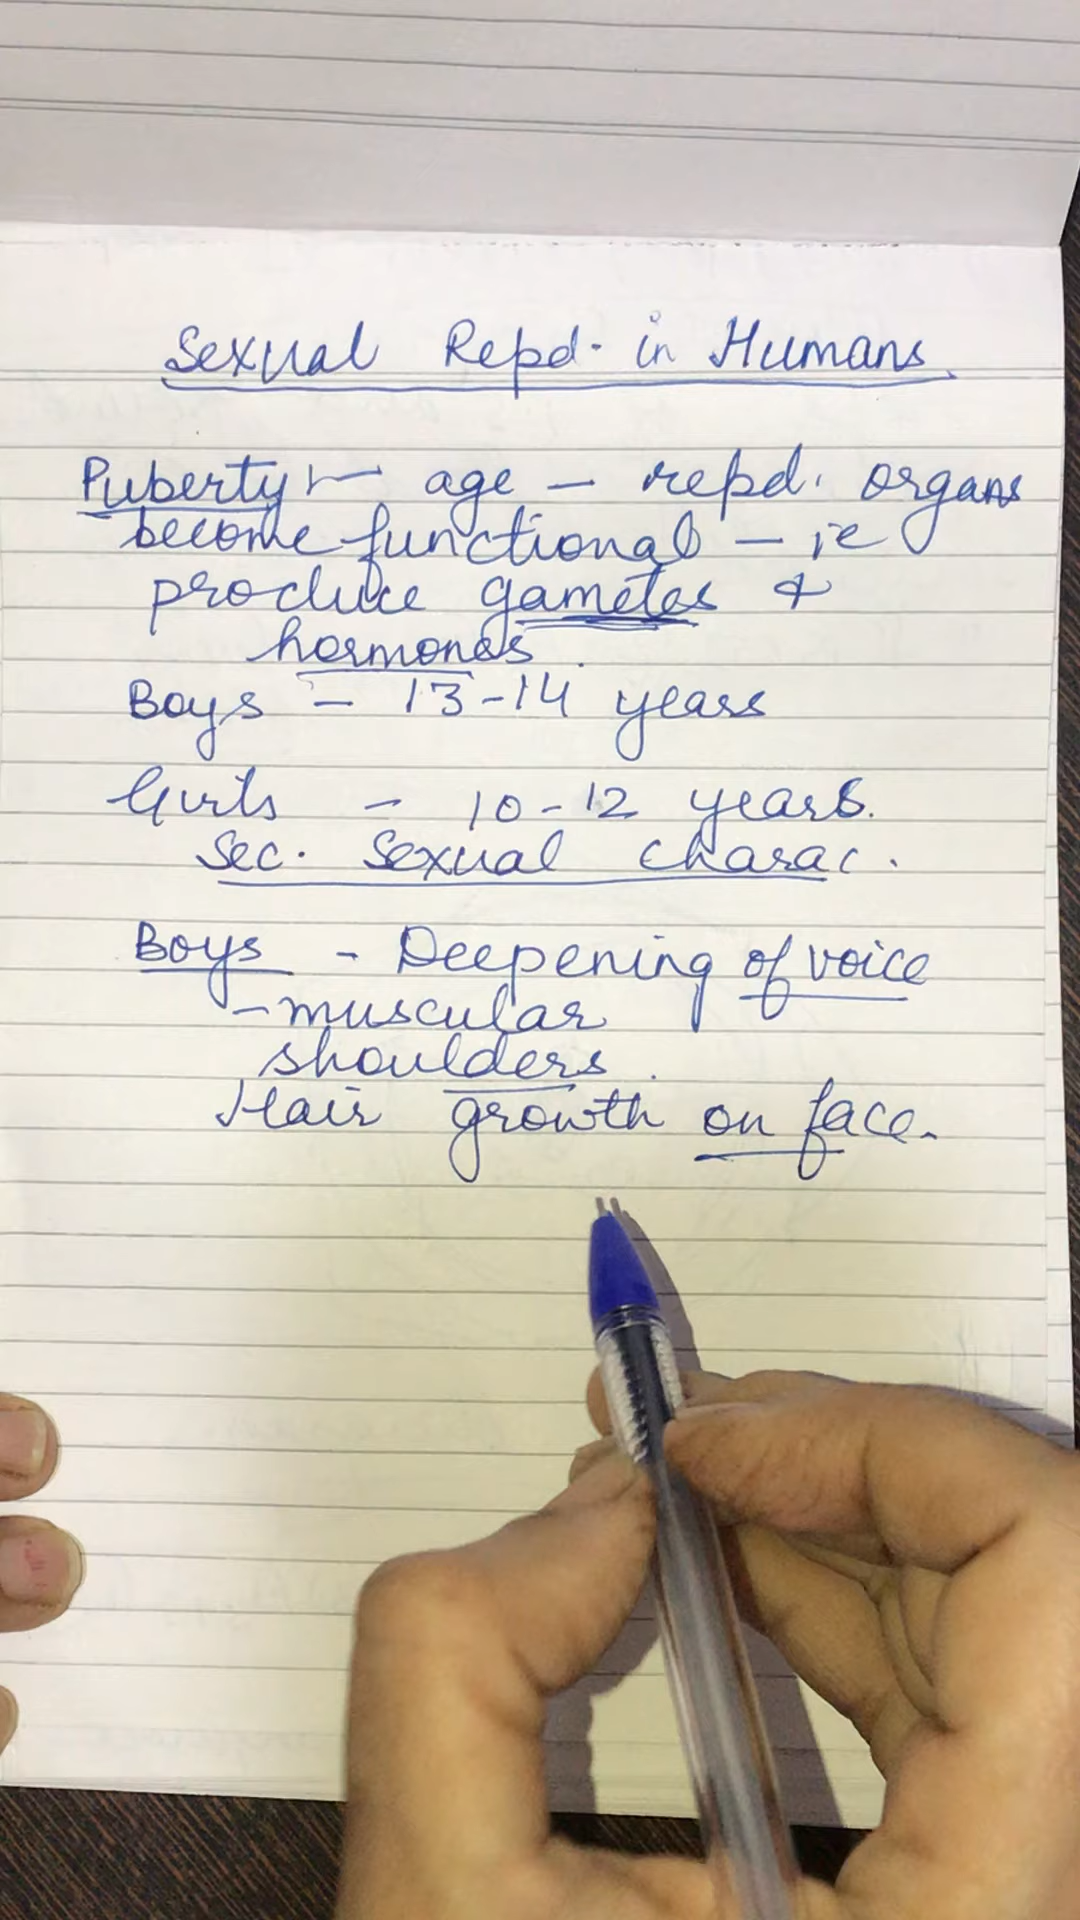 Sexual Repd. in Humans
Puberty :- age - repd. organs
become functional - ie
produce gametes &
hormones.
Boys - 13-14 years
Girls - 10-12 years.
Sec. Sexual charac.
Boys - Deepening of voice
- muscular
shoulders.
Hair growth on face.